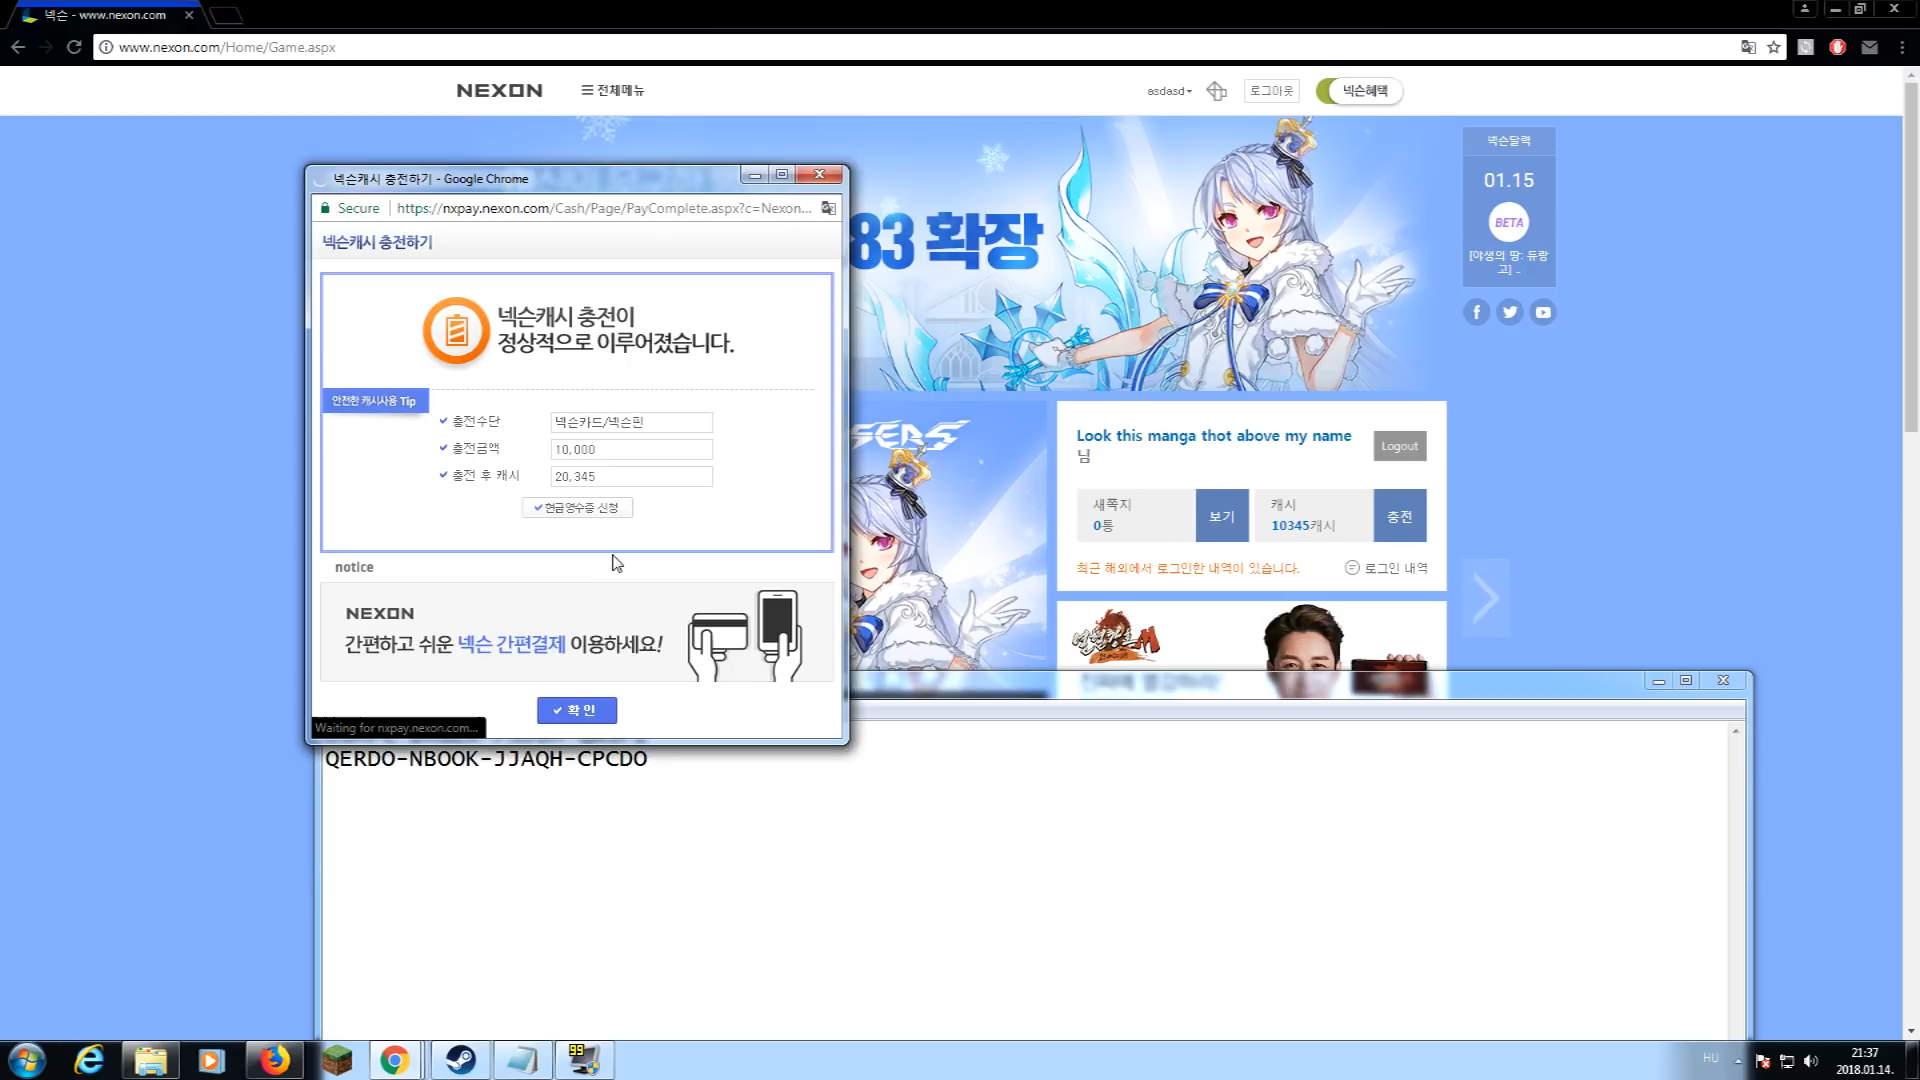 넥슨 - www.nexon.com
www.nexon.com/Home/Game.aspx
NEXON
전체메뉴
asdasd
로그아웃
넥슨혜택
넥슨캐시 충전하기 - Google Chrome
Secure
https://nxpay.nexon.com/Cash/Page/PayComplete.aspx?c=Nexon...
넥슨캐시 충전하기
넥슨캐시 충전이
정상적으로 이루어졌습니다.
안전한 캐시사용 Tip
충전수단 넥슨카드/넥슨핀
충전금액 10,000
충전 후 캐시 20,345
현금영수증 신청
notice
NEXON
간편하고 쉬운 넥슨 간편결제 이용하세요!
확인
Waiting for nxpay.nexon.com...
83 확장
넥슨달력
01.15
BETA
[야생의 땅: 듀랑
고] ..
SERS
Look this manga thot above my name
님
Logout
새쪽지
0통
보기
캐시
10345캐시
충전
최근 해외에서 로그인한 내역이 있습니다.
로그인 내역
QERDO-NBOOK-JJAQH-CPCDO
99
HU
21:37
2018.01.14.